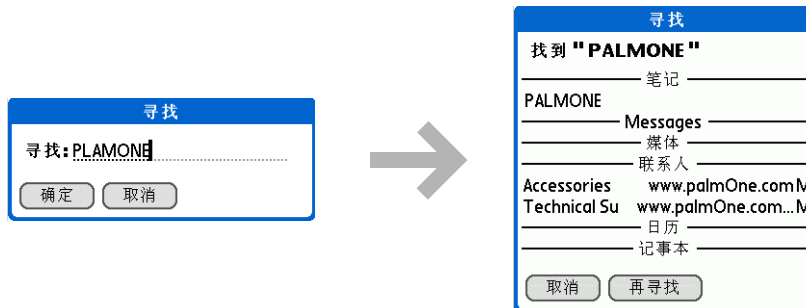 寻找
寻找:PLAMONE
确定 取消
寻找
找到 "PALMONE"
笔记
PALMONE
Messages
媒体
联系人
Accessories www.palmOne.com M
Technical Su www.palmOne.com...M
日历
记事本
取消 再寻找